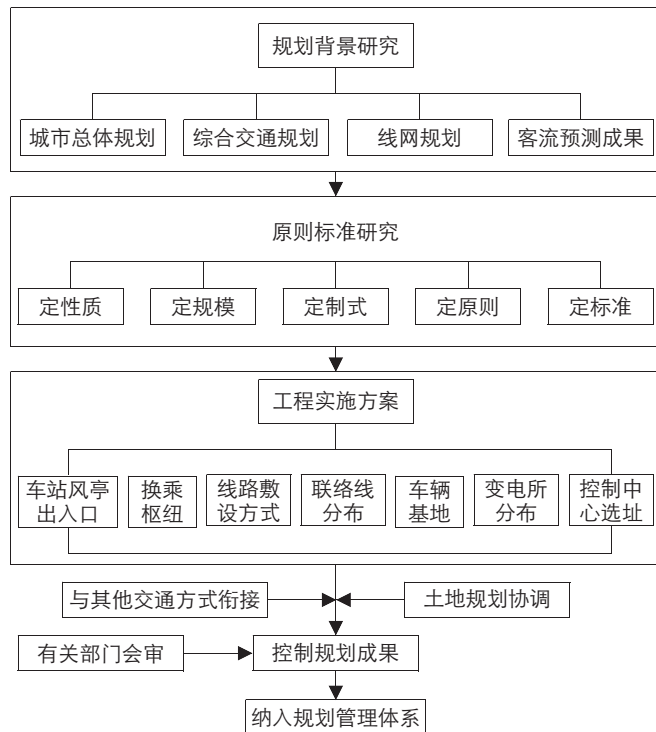 规划背景研究
城市总体规划
综合交通规划
线网规划
客流预测成果
原则标准研究
定性质
定规模
定制式
定原则
定标准
工程实施方案
车站风亭
出入口
换乘
枢纽
线路敷
设方式
联络线
分布
车辆
基地
变电所
分布
控制中
心选址
与其他交通方式衔接
土地规划协调
有关部门会审
控制规划成果
纳入规划管理体系